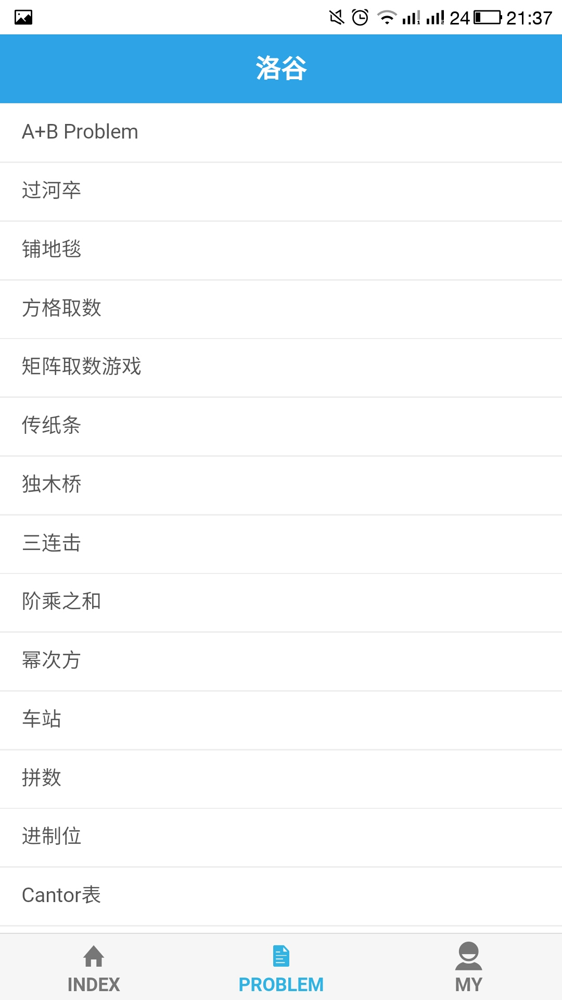 24 21:37
洛谷
A+B Problem
过河卒
铺地毯
方格取数
矩阵取数游戏
传纸条
独木桥
三连击
阶乘之和
幂次方
车站
拼数
进制位
Cantor表
INDEX PROBLEM MY